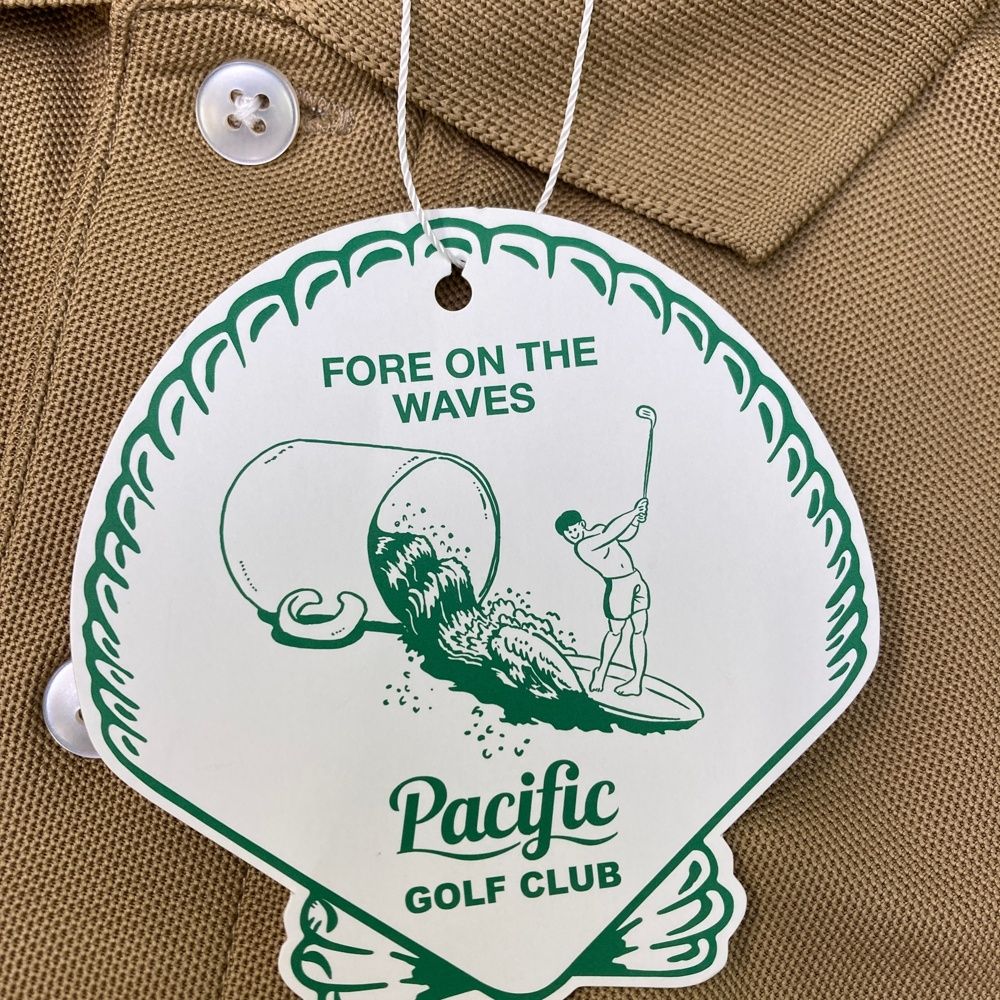 FORE ON THE
WAVES
Pacific
GOLF CLUB